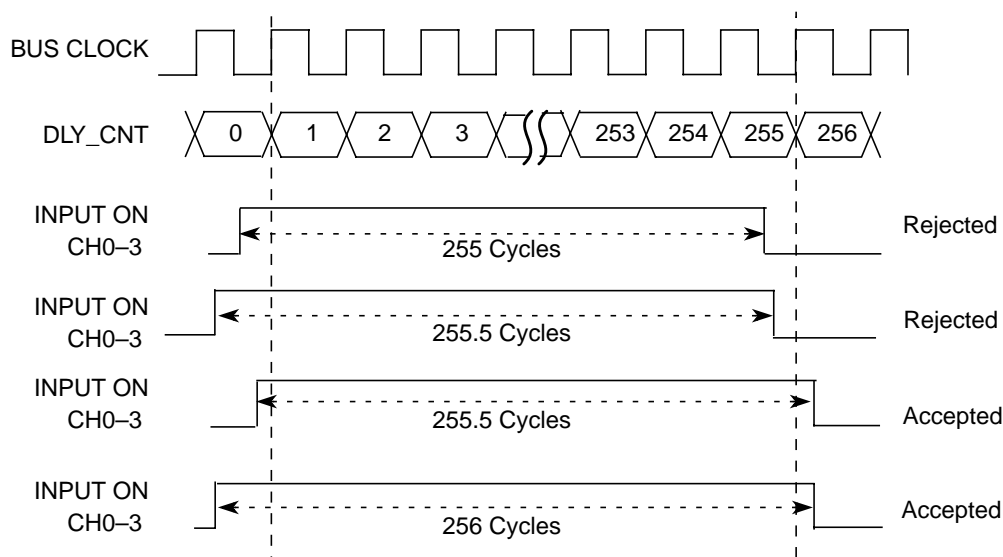 BUS CLOCK
DLY_CNT
0 1 2 3 253 254 255 256
INPUT ON
CH0–3
255 Cycles
Rejected
INPUT ON
CH0–3
255.5 Cycles
Rejected
INPUT ON
CH0–3
255.5 Cycles
Accepted
INPUT ON
CH0–3
256 Cycles
Accepted